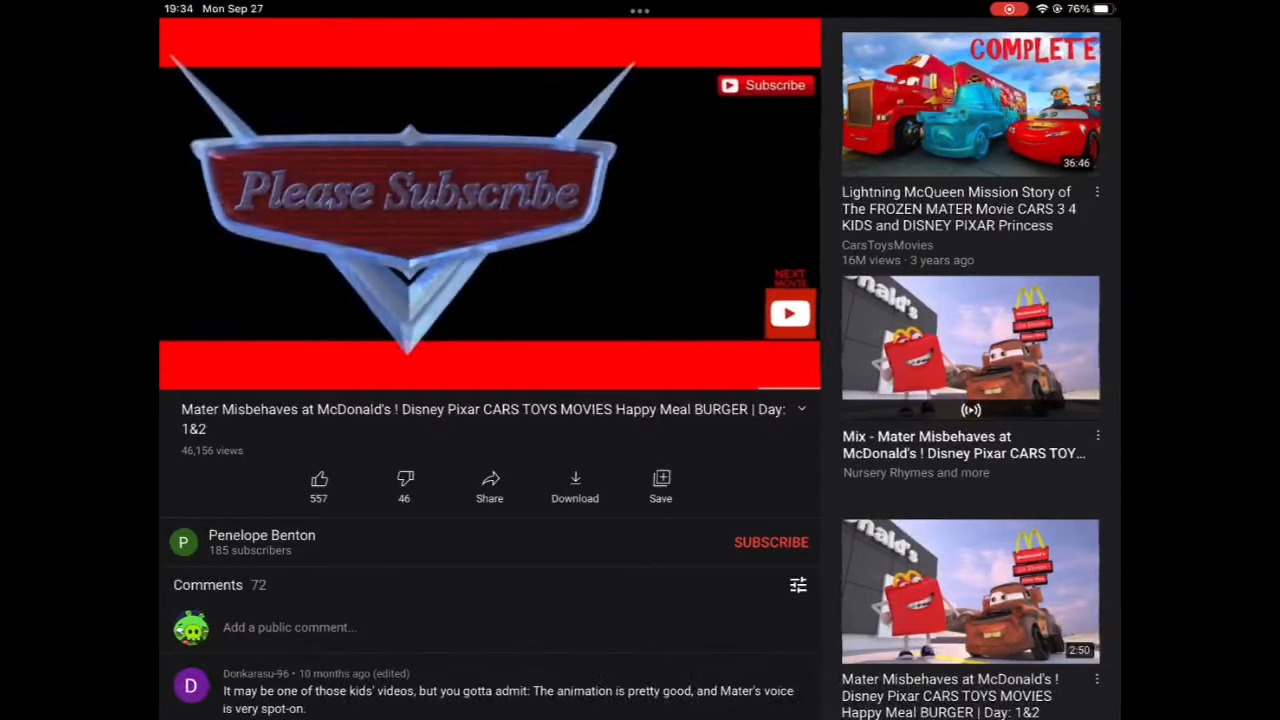 19:34 Mon Sep 27
76%
Subscribe
Please Subscribe
NEXT
MOVIE
Mater Misbehaves at McDonald's ! Disney Pixar CARS TOYS MOVIES Happy Meal BURGER | Day:
1&2
46,156 views
557
46
Share
Download
Save
P
Penelope Benton
185 subscribers
SUBSCRIBE
Comments 72
Add a public comment...
D
Donkarasu-96 • 10 months ago (edited)
It may be one of those kids' videos, but you gotta admit: The animation is pretty good, and Mater's voice
is very spot-on.
COMPLETE
36:46
Lightning McQueen Mission Story of
The FROZEN MATER Movie CARS 3 4
KIDS and DISNEY PIXAR Princess
CarsToysMovies
16M views · 3 years ago
McDonald's
Mix - Mater Misbehaves at
McDonald's ! Disney Pixar CARS TOY...
Nursery Rhymes and more
McDonald's
2:50
Mater Misbehaves at McDonald's !
Disney Pixar CARS TOYS MOVIES
Happy Meal BURGER | Day: 1&2